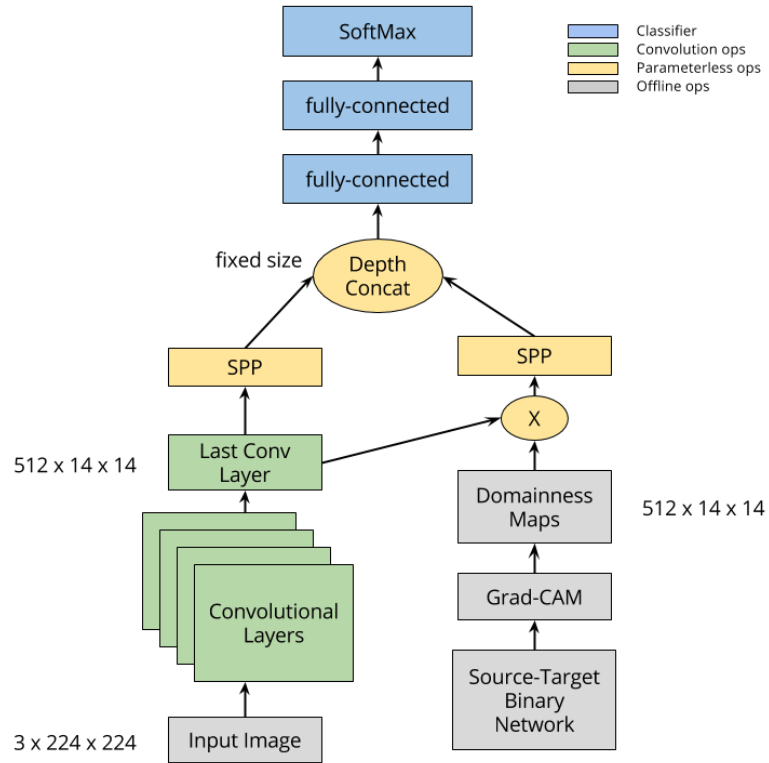 SoftMax
Classifier
Convolution ops
Parameterless ops
Offline ops
fully-connected
fully-connected
fixed size
Depth
Concat
SPP
SPP
X
Last Conv
Layer
512 x 14 x 14
Domainness
Maps
512 x 14 x 14
Grad-CAM
Convolutional
Layers
Source-Target
Binary
Network
Input Image
3 x 224 x 224